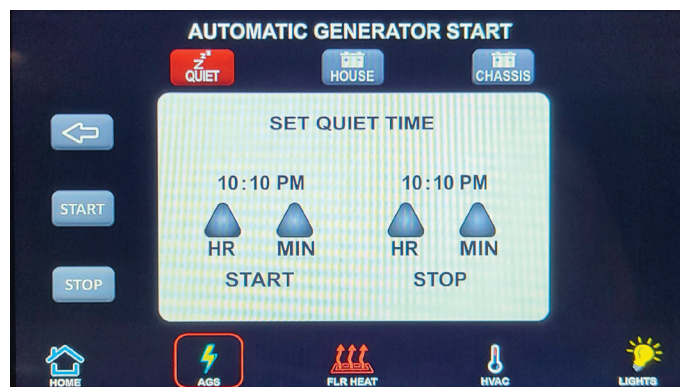 AUTOMATIC GENERATOR START
Z Z Z
QUIET
HOUSE
CHASSIS
SET QUIET TIME
10:10 PM 10:10 PM
START
HR MIN HR MIN
START STOP
STOP
HOME AGS FLR HEAT HVAC LIGHTS